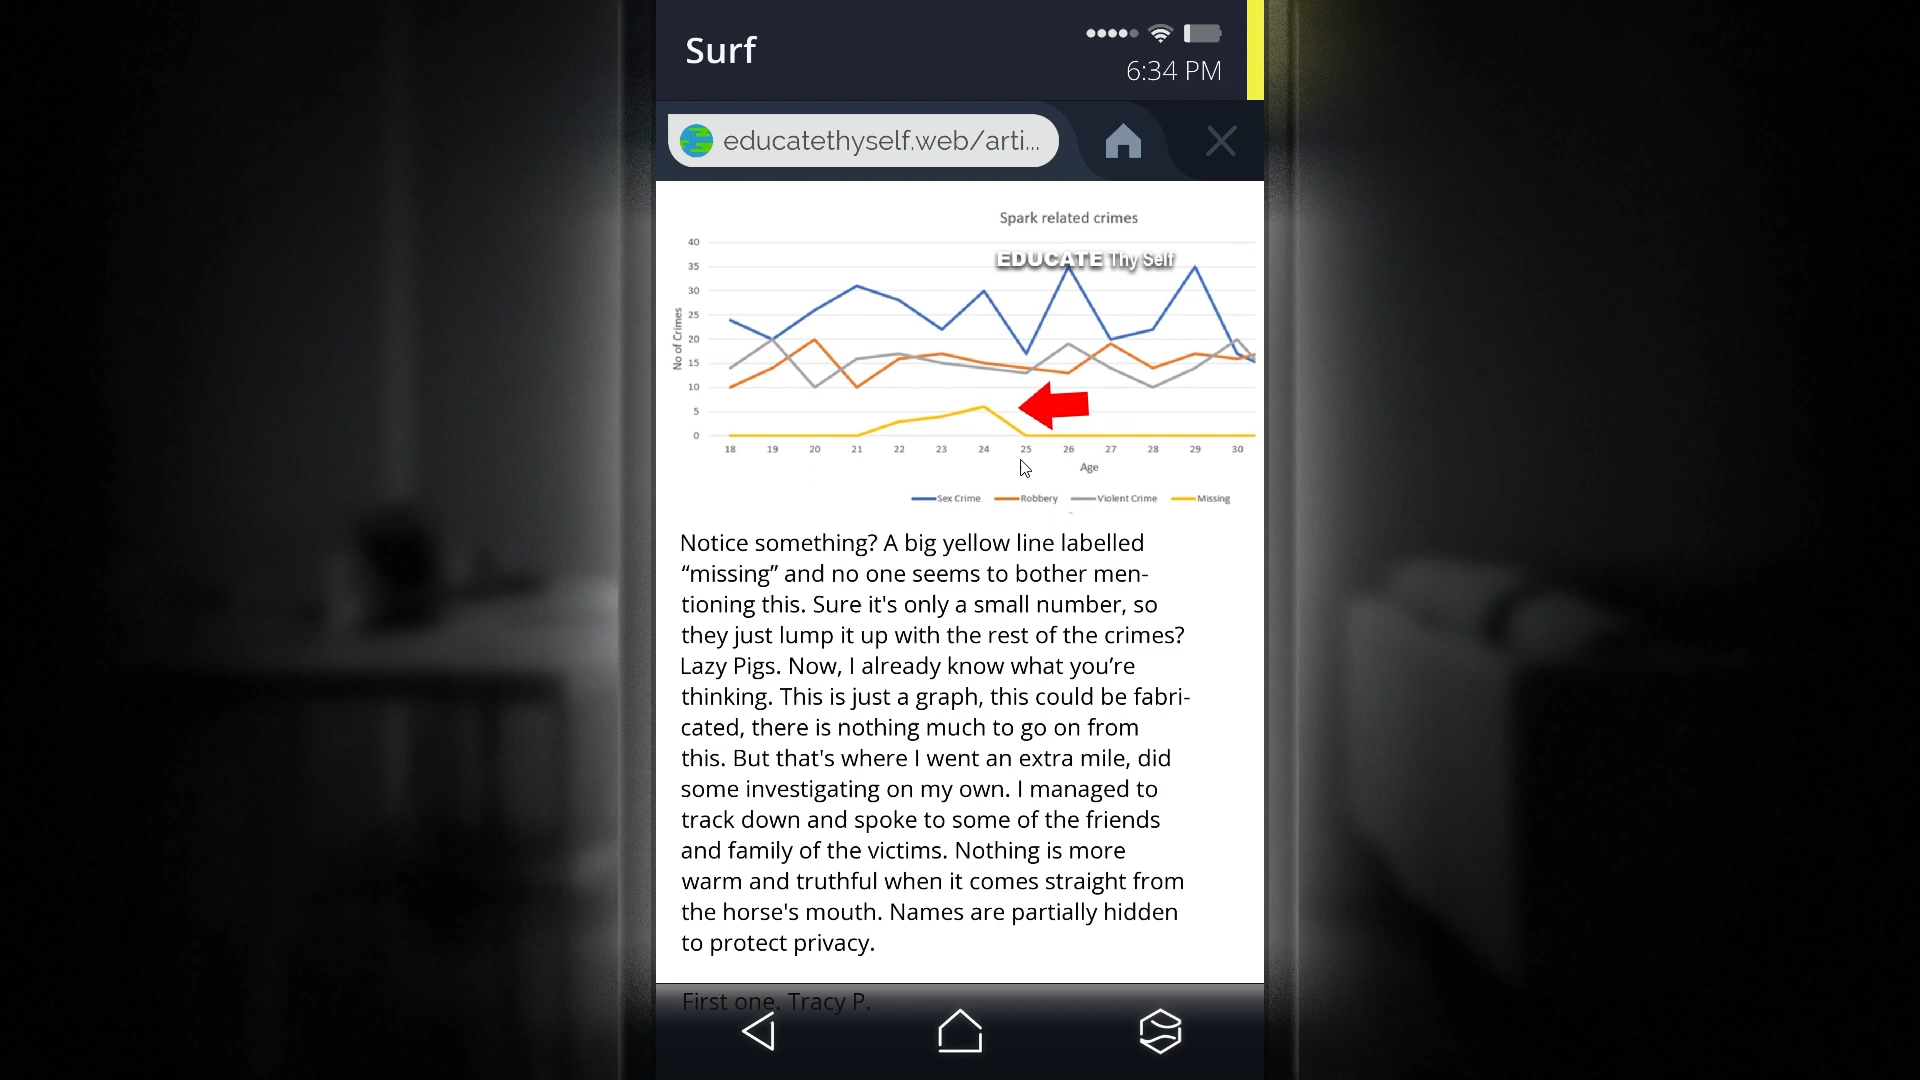 Surf
6:34 PM
educatethyself.web/arti...
Spark related crimes
EDUCATE Thy Self
40
35
30
25
20
15
10
5
0
No of Crimes
18 19 20 21 22 23 24 25 26 27 28 29 30
Age
Sex Crime Robbery Violent Crime Missing
Notice something? A big yellow line labelled
“missing” and no one seems to bother men-
tioning this. Sure it's only a small number, so
they just lump it up with the rest of the crimes?
Lazy Pigs. Now, I already know what you’re
thinking. This is just a graph, this could be fabri-
cated, there is nothing much to go on from
this. But that's where I went an extra mile, did
some investigating on my own. I managed to
track down and spoke to some of the friends
and family of the victims. Nothing is more
warm and truthful when it comes straight from
the horse's mouth. Names are partially hidden
to protect privacy.
First one. Tracy P.